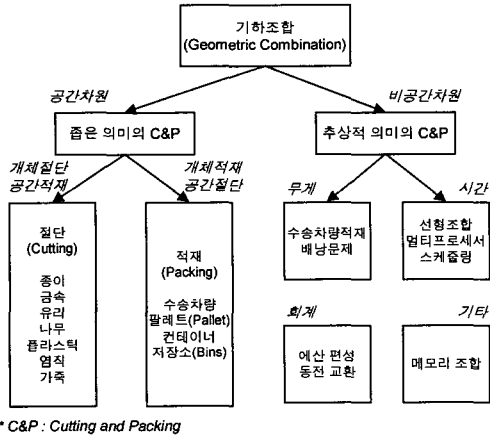 기하조합
(Geometric Combination)
공간차원
비공간차원
좁은 의미의 C&P
추상적 의미의 C&P
개체절단
공간적재
개체적재
공간절단
무게
시간
절단
(Cutting)
종이
금속
유리
나무
플라스틱
염직
가죽
적재
(Packing)
수송차량
팔레트(Pallet)
컨테이너
저장소(Bins)
수송차량적재
배낭문제
선형조합
멀티프로세서
스케줄링
회계
기타
에산 편성
동전 교환
메모리 조합
* C&P : Cutting and Packing